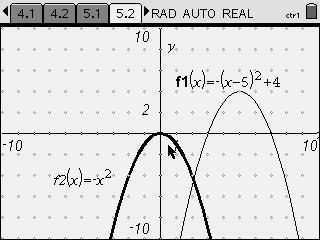 4.1 4.2 5.1 5.2 RAD AUTO REAL ctrl
10 y
f1(x)=-(x-5)²+4
2
-10 10
f2(x)=-x²
-10